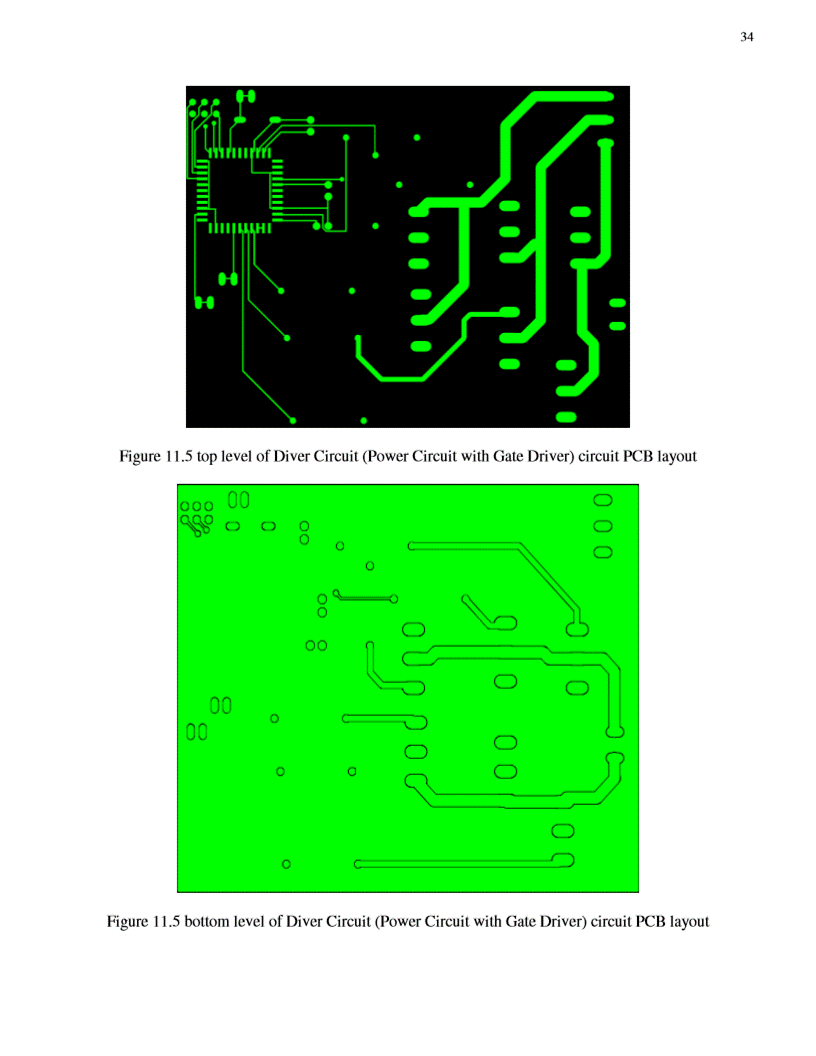 34
Figure 11.5 top level of Diver Circuit (Power Circuit with Gate Driver) circuit PCB layout
Figure 11.5 bottom level of Diver Circuit (Power Circuit with Gate Driver) circuit PCB layout